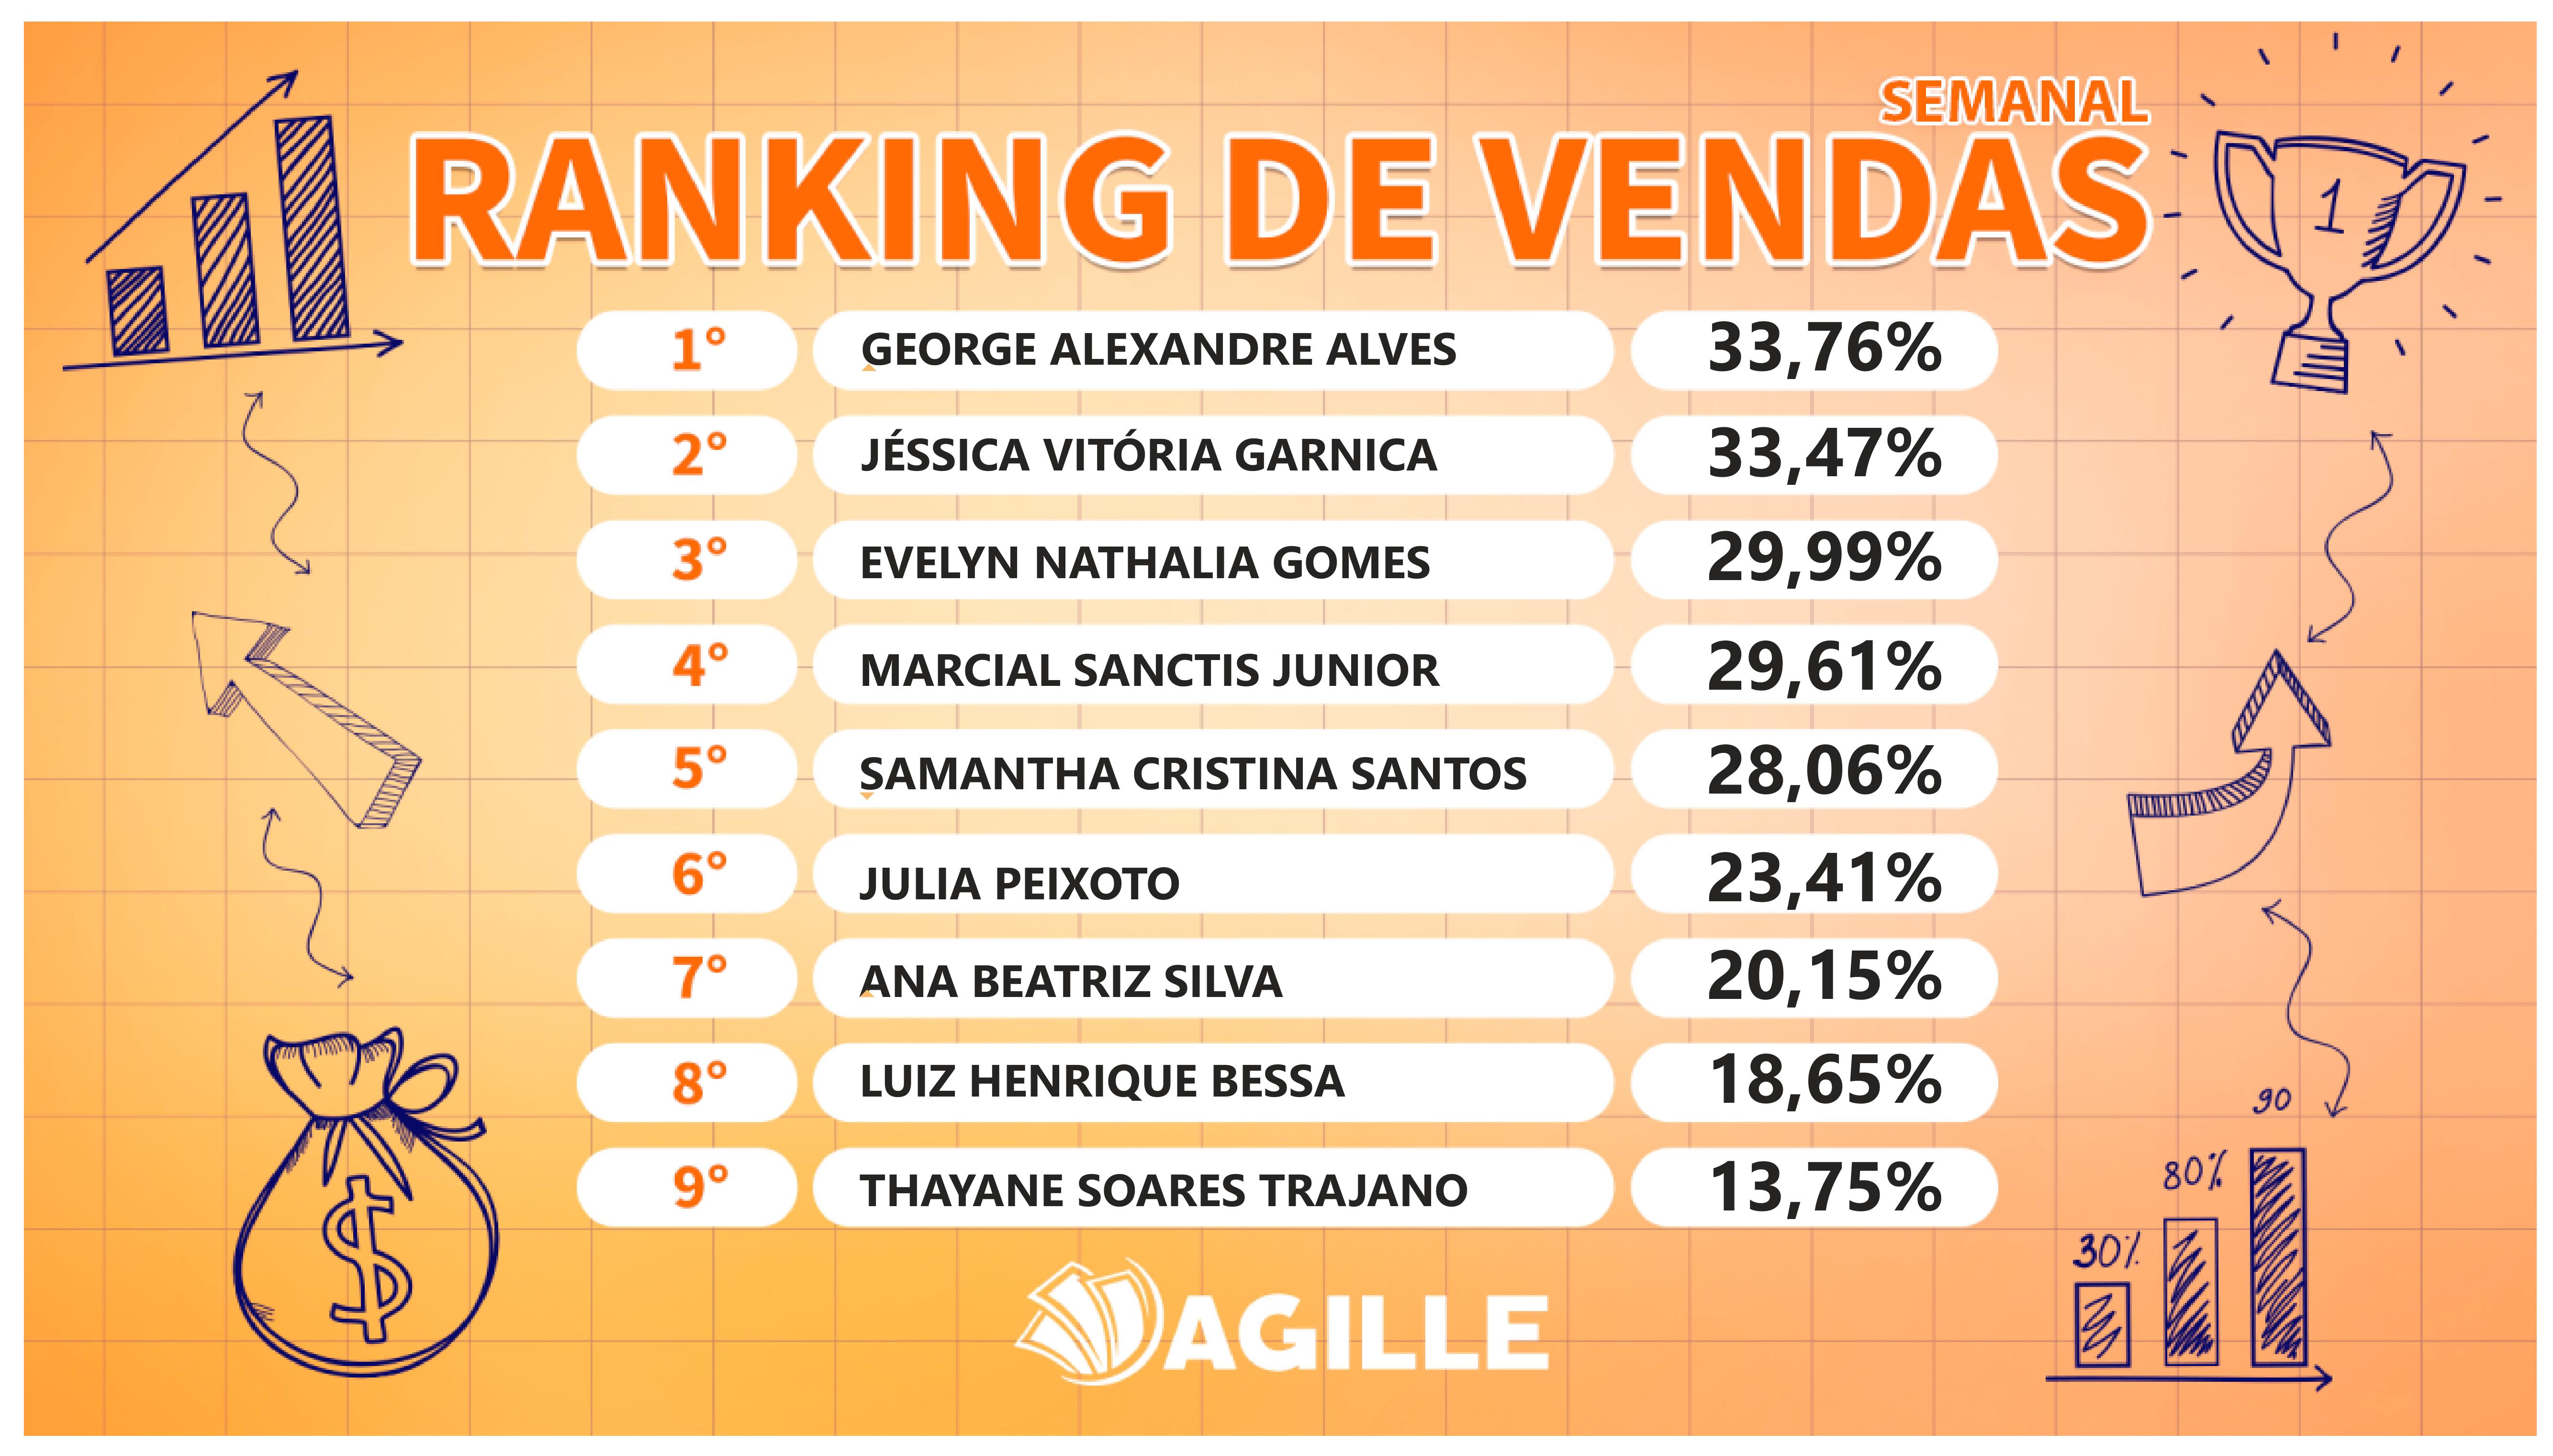 SEMANAL
RANKING DE VENDAS
1
1° GEORGE ALEXANDRE ALVES 33,76%
2° JÉSSICA VITÓRIA GARNICA 33,47%
3° EVELYN NATHALIA GOMES 29,99%
4° MARCIAL SANCTIS JUNIOR 29,61%
5° SAMANTHA CRISTINA SANTOS 28,06%
6° JULIA PEIXOTO 23,41%
7° ANA BEATRIZ SILVA 20,15%
8° LUIZ HENRIQUE BESSA 18,65%
9° THAYANE SOARES TRAJANO 13,75%
$
90
80%
30%
AGILLE